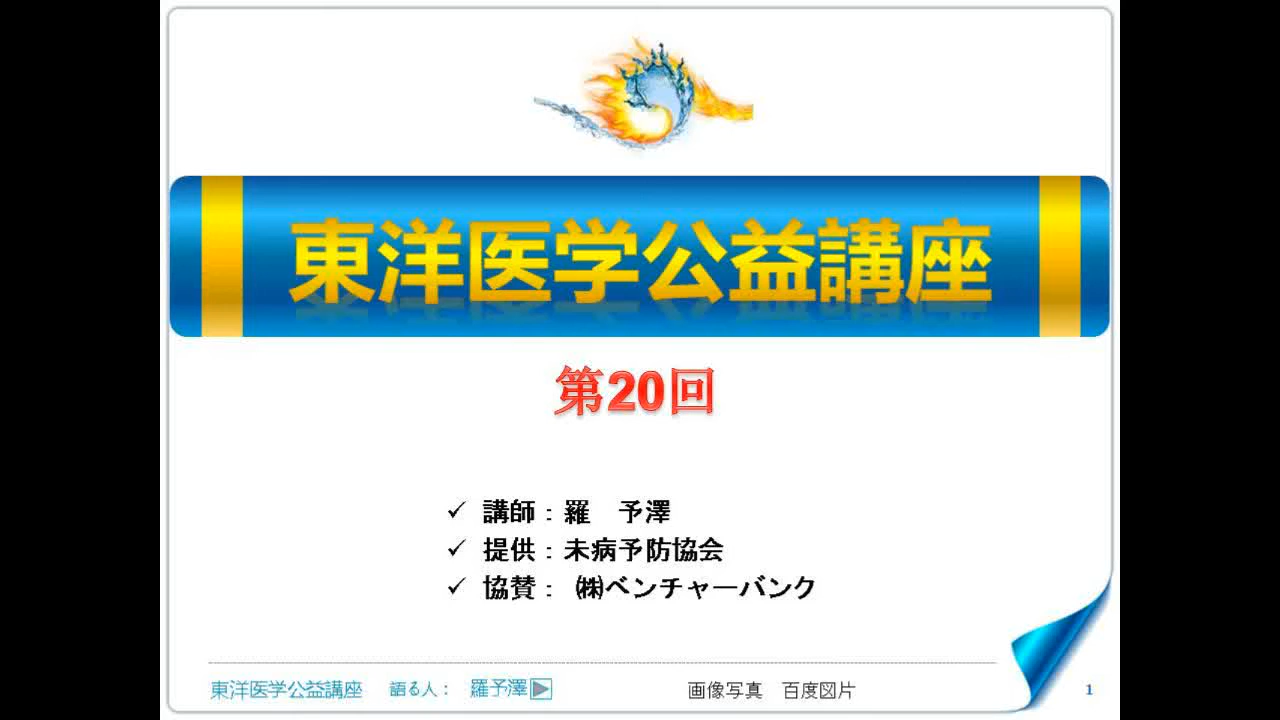 東洋医学公益講座
第20回
✓ 講師：羅　予澤
✓ 提供：未病予防協会
✓ 協賛： ㈱ベンチャーバンク
東洋医学公益講座　語る人：　羅予澤　画像写真　百度図片　1